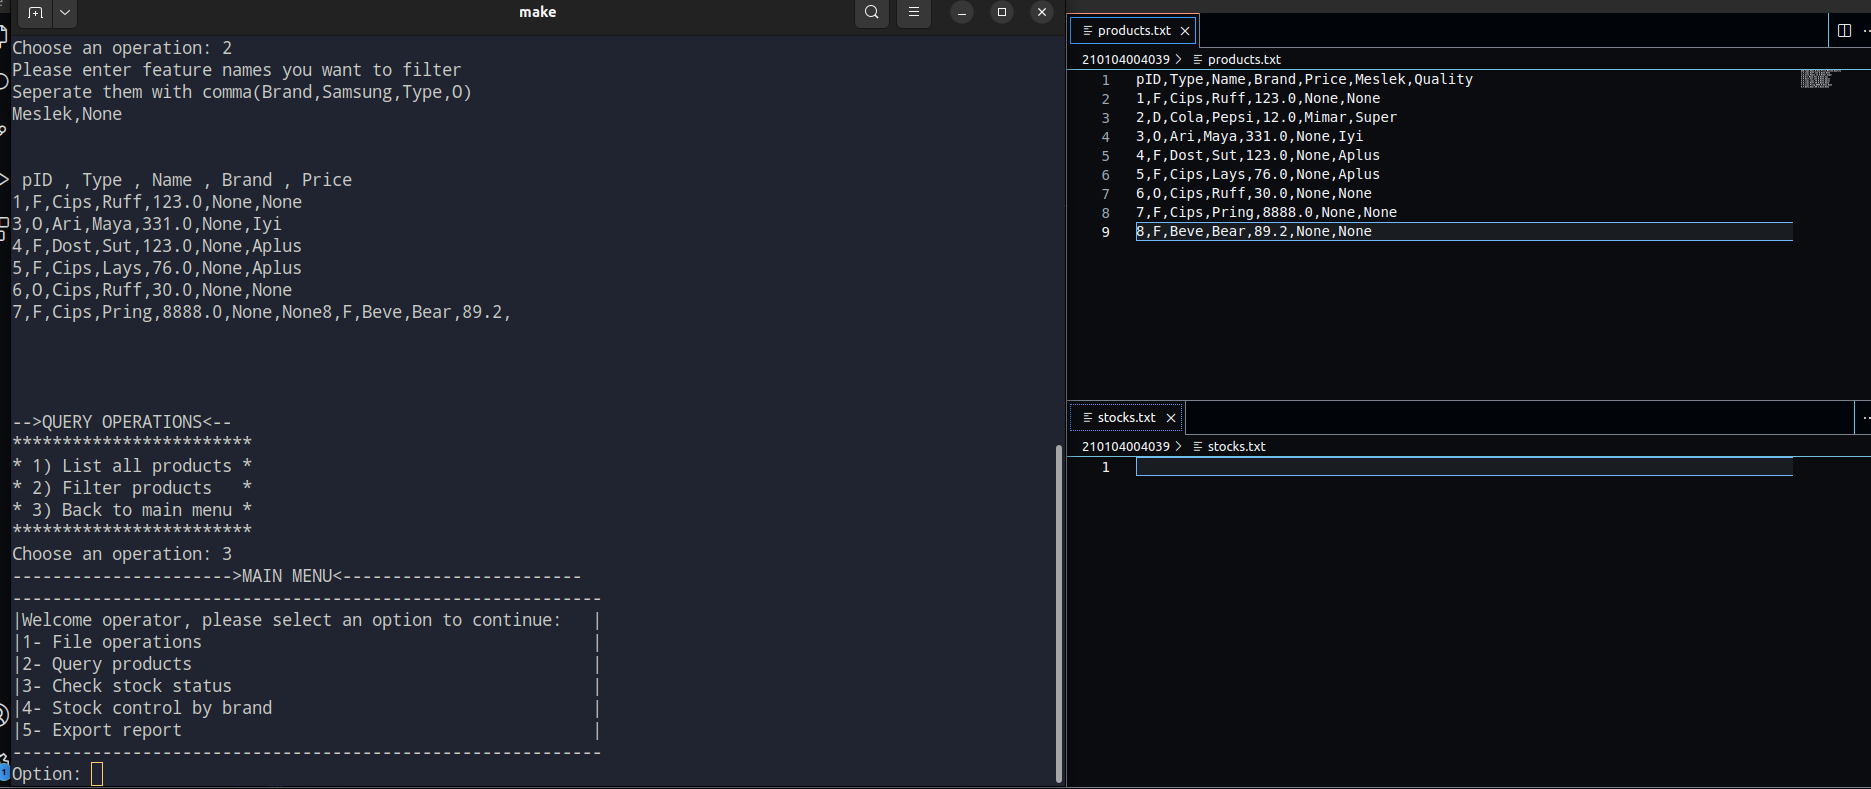 make
Choose an operation: 2
Please enter feature names you want to filter
Seperate them with comma(Brand,Samsung,Type,O)
Meslek,None
pID , Type , Name , Brand , Price
1,F,Cips,Ruff,123.0,None,None
3,O,Ari,Maya,331.0,None,Iyi
4,F,Dost,Sut,123.0,None,Aplus
5,F,Cips,Lays,76.0,None,Aplus
6,O,Cips,Ruff,30.0,None,None
7,F,Cips,Pring,8888.0,None,None8,F,Beve,Bear,89.2,
-->QUERY OPERATIONS<--
************************
* 1) List all products *
* 2) Filter products   *
* 3) Back to main menu *
************************
Choose an operation: 3
---------------------->MAIN MENU<------------------------
-----------------------------------------------------------
|Welcome operator, please select an option to continue:   |
|1- File operations                                       |
|2- Query products                                        |
|3- Check stock status                                    |
|4- Stock control by brand                                |
|5- Export report                                         |
-----------------------------------------------------------
Option:
products.txt
210104004039 > products.txt
1 pID,Type,Name,Brand,Price,Meslek,Quality
2 1,F,Cips,Ruff,123.0,None,None
3 2,D,Cola,Pepsi,12.0,Mimar,Super
4 3,O,Ari,Maya,331.0,None,Iyi
5 4,F,Dost,Sut,123.0,None,Aplus
6 5,F,Cips,Lays,76.0,None,Aplus
7 6,O,Cips,Ruff,30.0,None,None
8 7,F,Cips,Pring,8888.0,None,None
9 8,F,Beve,Bear,89.2,None,None
stocks.txt
210104004039 > stocks.txt
1